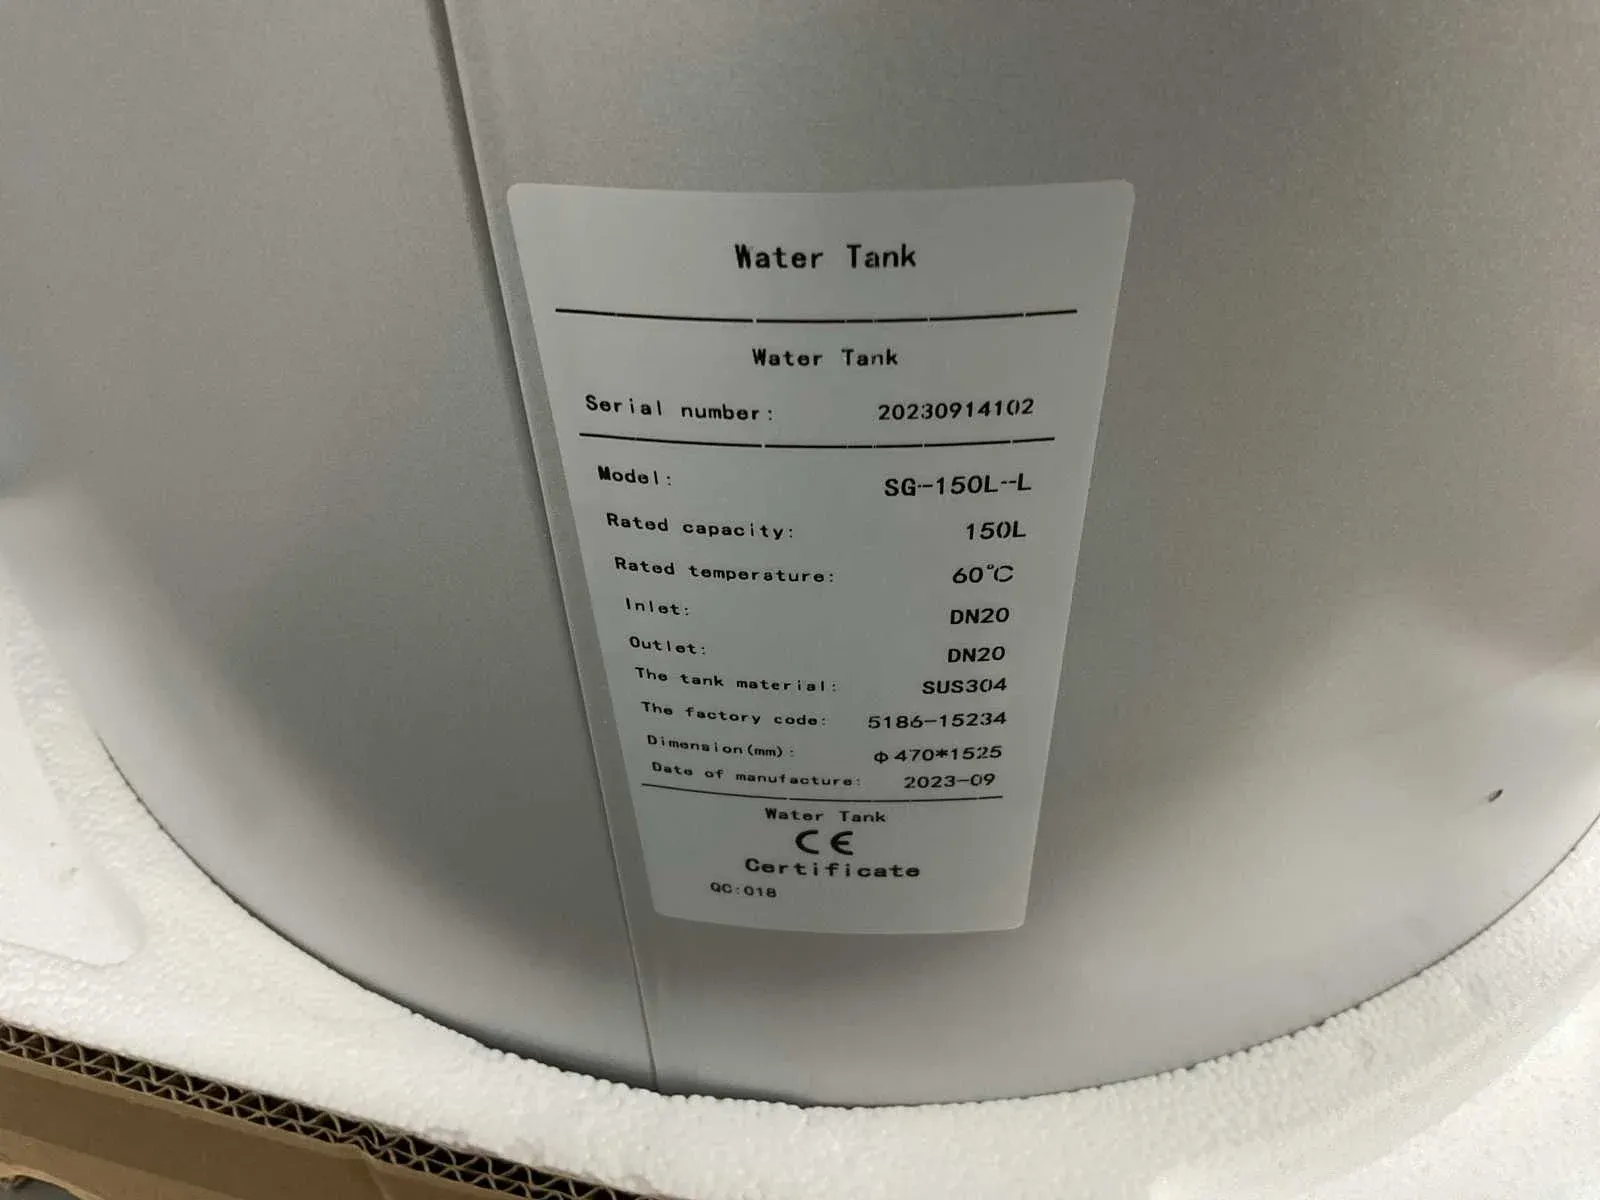 Water Tank
Water Tank
Serial number: 20230914102
Model: SG-150L-L
Rated capacity: 150L
Rated temperature: 60℃
Inlet: DN20
Outlet: DN20
The tank material: SUS304
The factory code: 5186-15234
Dimension(mm): Φ470*1525
Date of manufacture: 2023-09
Water Tank
CE
Certificate
QC:018